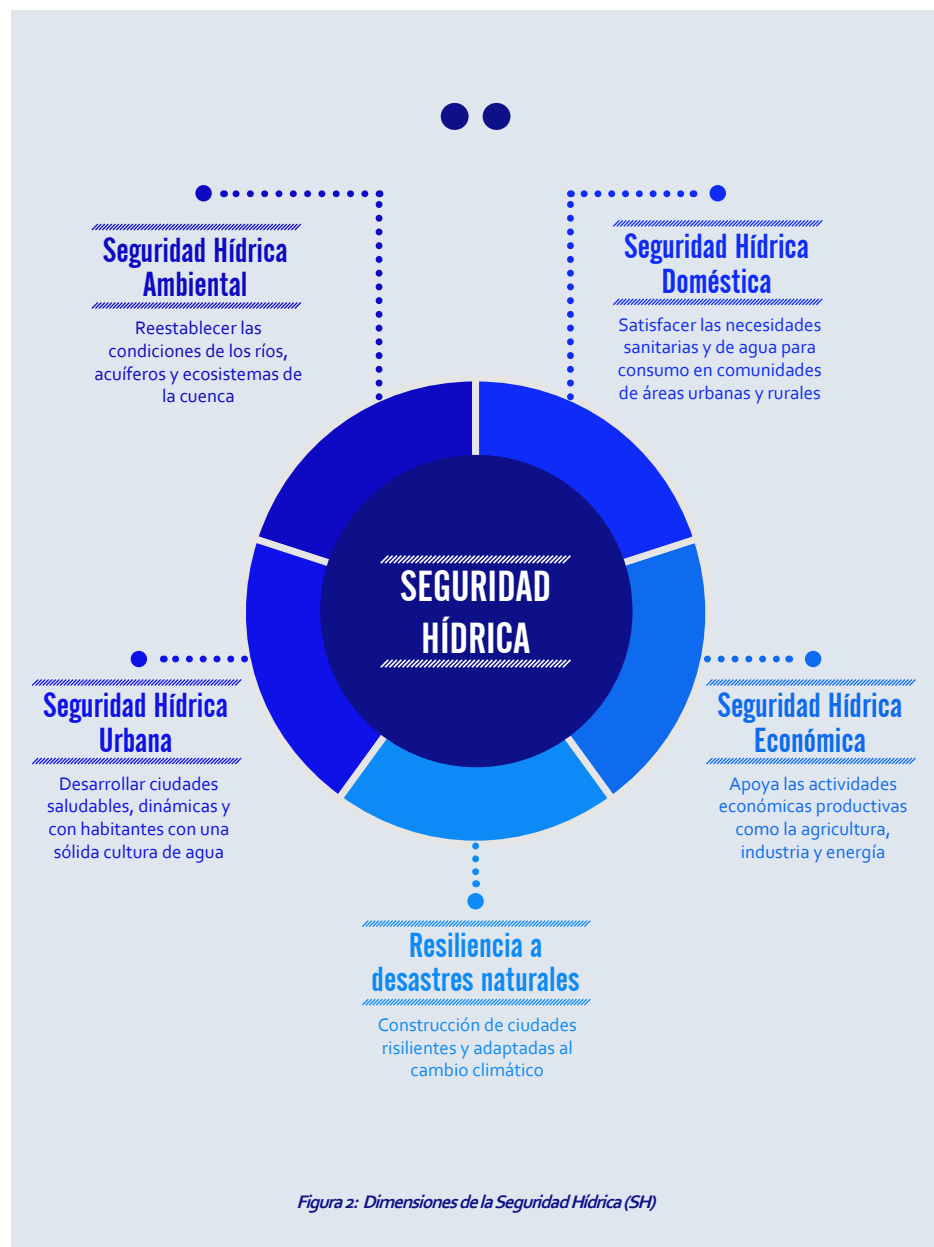 Seguridad Hídrica
Ambiental
Reestablecer las
condiciones de los ríos,
acuíferos y ecosistemas de
la cuenca
Seguridad Hídrica
Doméstica
Satisfacer las necesidades
sanitarias y de agua para
consumo en comunidades
de áreas urbanas y rurales
SEGURIDAD
HÍDRICA
Seguridad Hídrica
Urbana
Desarrollar ciudades
saludables, dinámicas y
con habitantes con una
sólida cultura de agua
Seguridad Hídrica
Económica
Apoya las actividades
económicas productivas
como la agricultura,
industria y energía
Resiliencia a
desastres naturales
Construcción de ciudades
risilientes y adaptadas al
cambio climático
Figura 2: Dimensiones de la Seguridad Hídrica (SH)